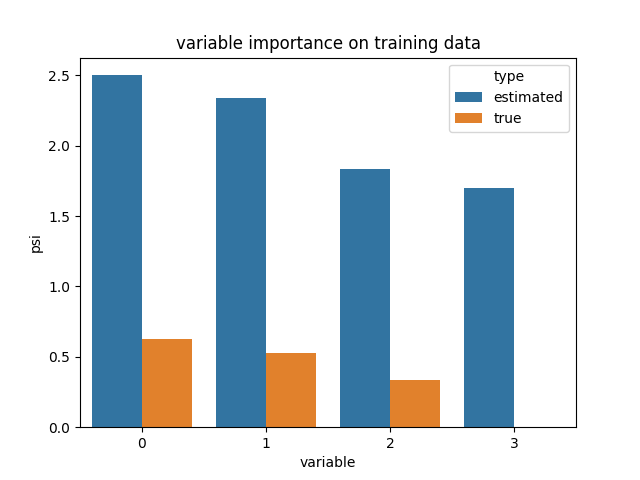 variable importance on training data
type
estimated
true
2.5
2.0
1.5
1.0
0.5
0.0
psi
0 1 2 3
variable